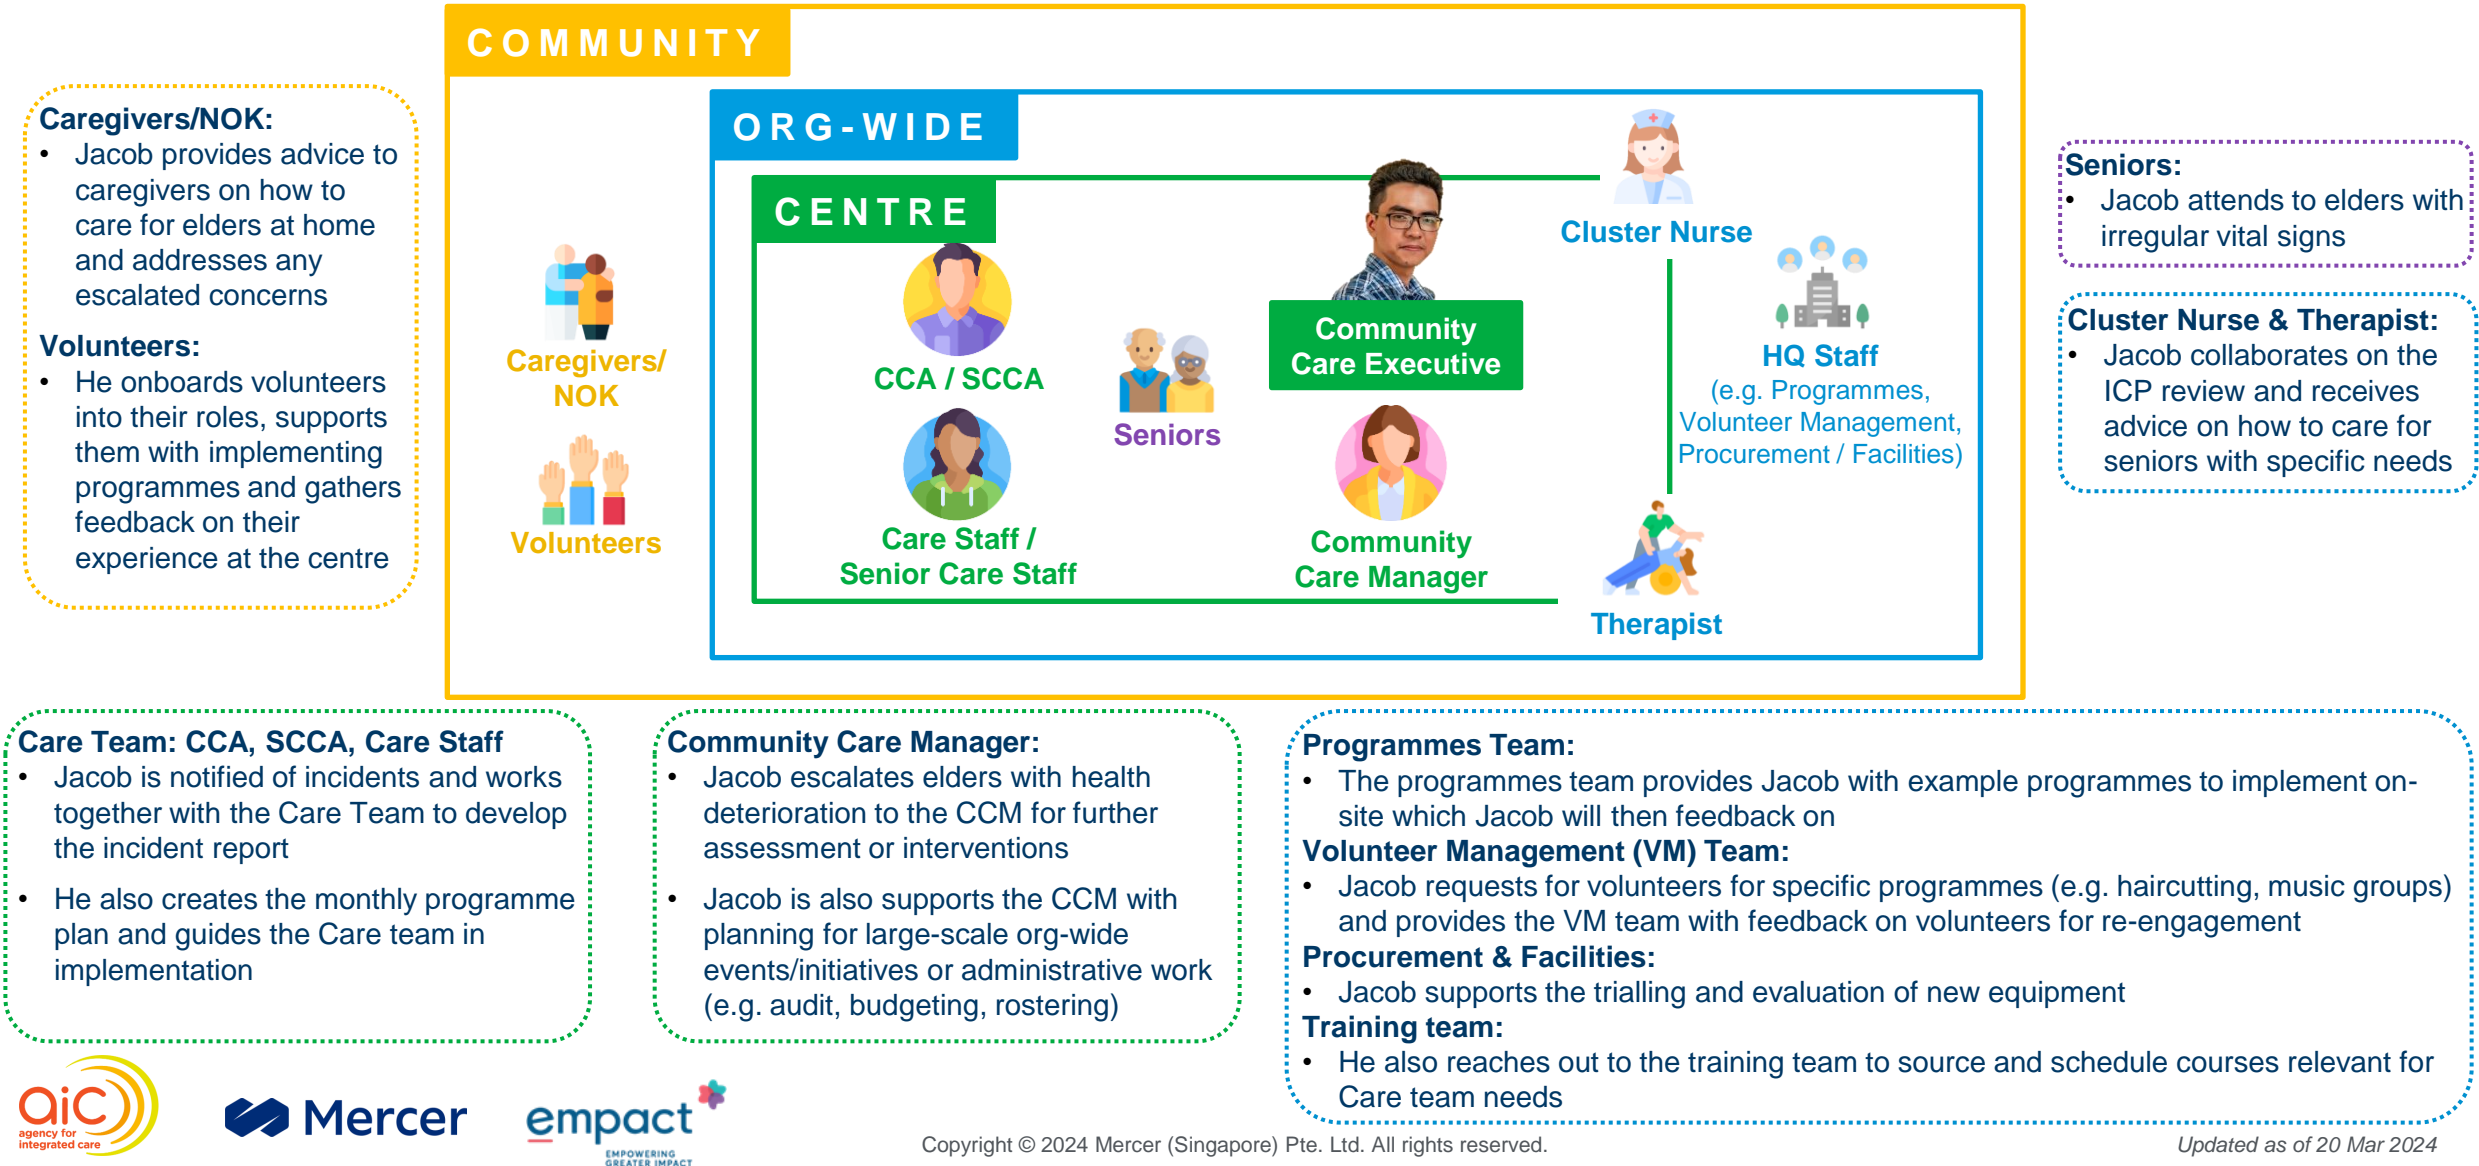 COMMUNITY
ORG-WIDE
CENTRE
Caregivers/NOK:
• Jacob provides advice to
caregivers on how to
care for elders at home
and addresses any
escalated concerns
Volunteers:
• He onboards volunteers
into their roles, supports
them with implementing
programmes and gathers
feedback on their
experience at the centre
Caregivers/
NOK
Volunteers
CCA / SCCA
Care Staff /
Senior Care Staff
Seniors
Community
Care Executive
Community
Care Manager
Cluster Nurse
HQ Staff
(e.g. Programmes,
Volunteer Management,
Procurement / Facilities)
Therapist
Seniors:
• Jacob attends to elders with
irregular vital signs
Cluster Nurse & Therapist:
• Jacob collaborates on the
ICP review and receives
advice on how to care for
seniors with specific needs
Care Team: CCA, SCCA, Care Staff
• Jacob is notified of incidents and works
together with the Care Team to develop
the incident report
• He also creates the monthly programme
plan and guides the Care team in
implementation
Community Care Manager:
• Jacob escalates elders with health
deterioration to the CCM for further
assessment or interventions
• Jacob is also supports the CCM with
planning for large-scale org-wide
events/initiatives or administrative work
(e.g. audit, budgeting, rostering)
Programmes Team:
• The programmes team provides Jacob with example programmes to implement on-
site which Jacob will then feedback on
Volunteer Management (VM) Team:
• Jacob requests for volunteers for specific programmes (e.g. haircutting, music groups)
and provides the VM team with feedback on volunteers for re-engagement
Procurement & Facilities:
• Jacob supports the trialling and evaluation of new equipment
Training team:
• He also reaches out to the training team to source and schedule courses relevant for
Care team needs
aic
agency for
integrated care
Mercer
empact
EMPOWERING
GREATER IMPACT
Copyright © 2024 Mercer (Singapore) Pte. Ltd. All rights reserved.
Updated as of 20 Mar 2024